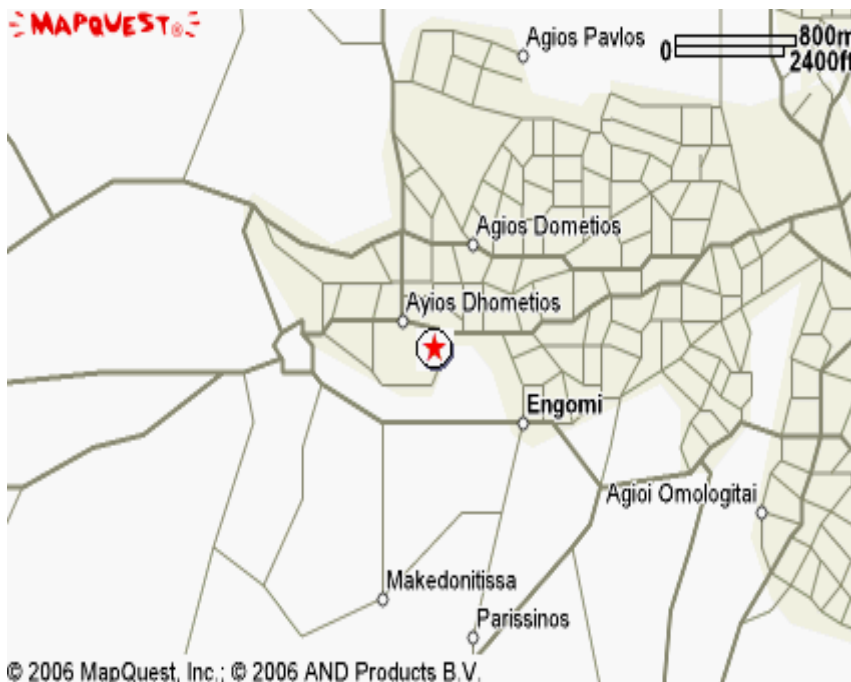 MAPQUEST®
Agios Pavlos
0 800m
2400ft
Agios Dometios
Ayios Dhometios
Engomi
Agioi Omologitai
Makedonitissa
Parissinos
© 2006 MapQuest, Inc.; © 2006 AND Products B.V.